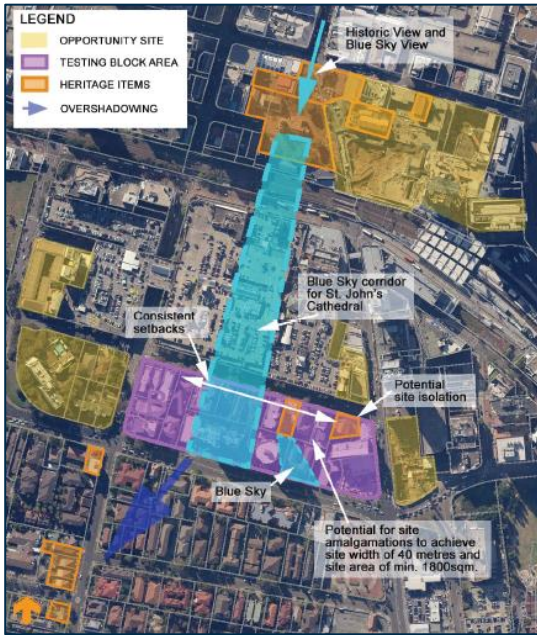 LEGEND
OPPORTUNITY SITE
TESTING BLOCK AREA
HERITAGE ITEMS
OVERSHADOWING
Historic View and
Blue Sky View
Blue Sky corridor
for St. John's
Cathedral
Consistent
setbacks
Potential
site isolation
Blue Sky
Potential for site
amalgamations to achieve
site width of 40 metres and
site area of min. 1800sqm.